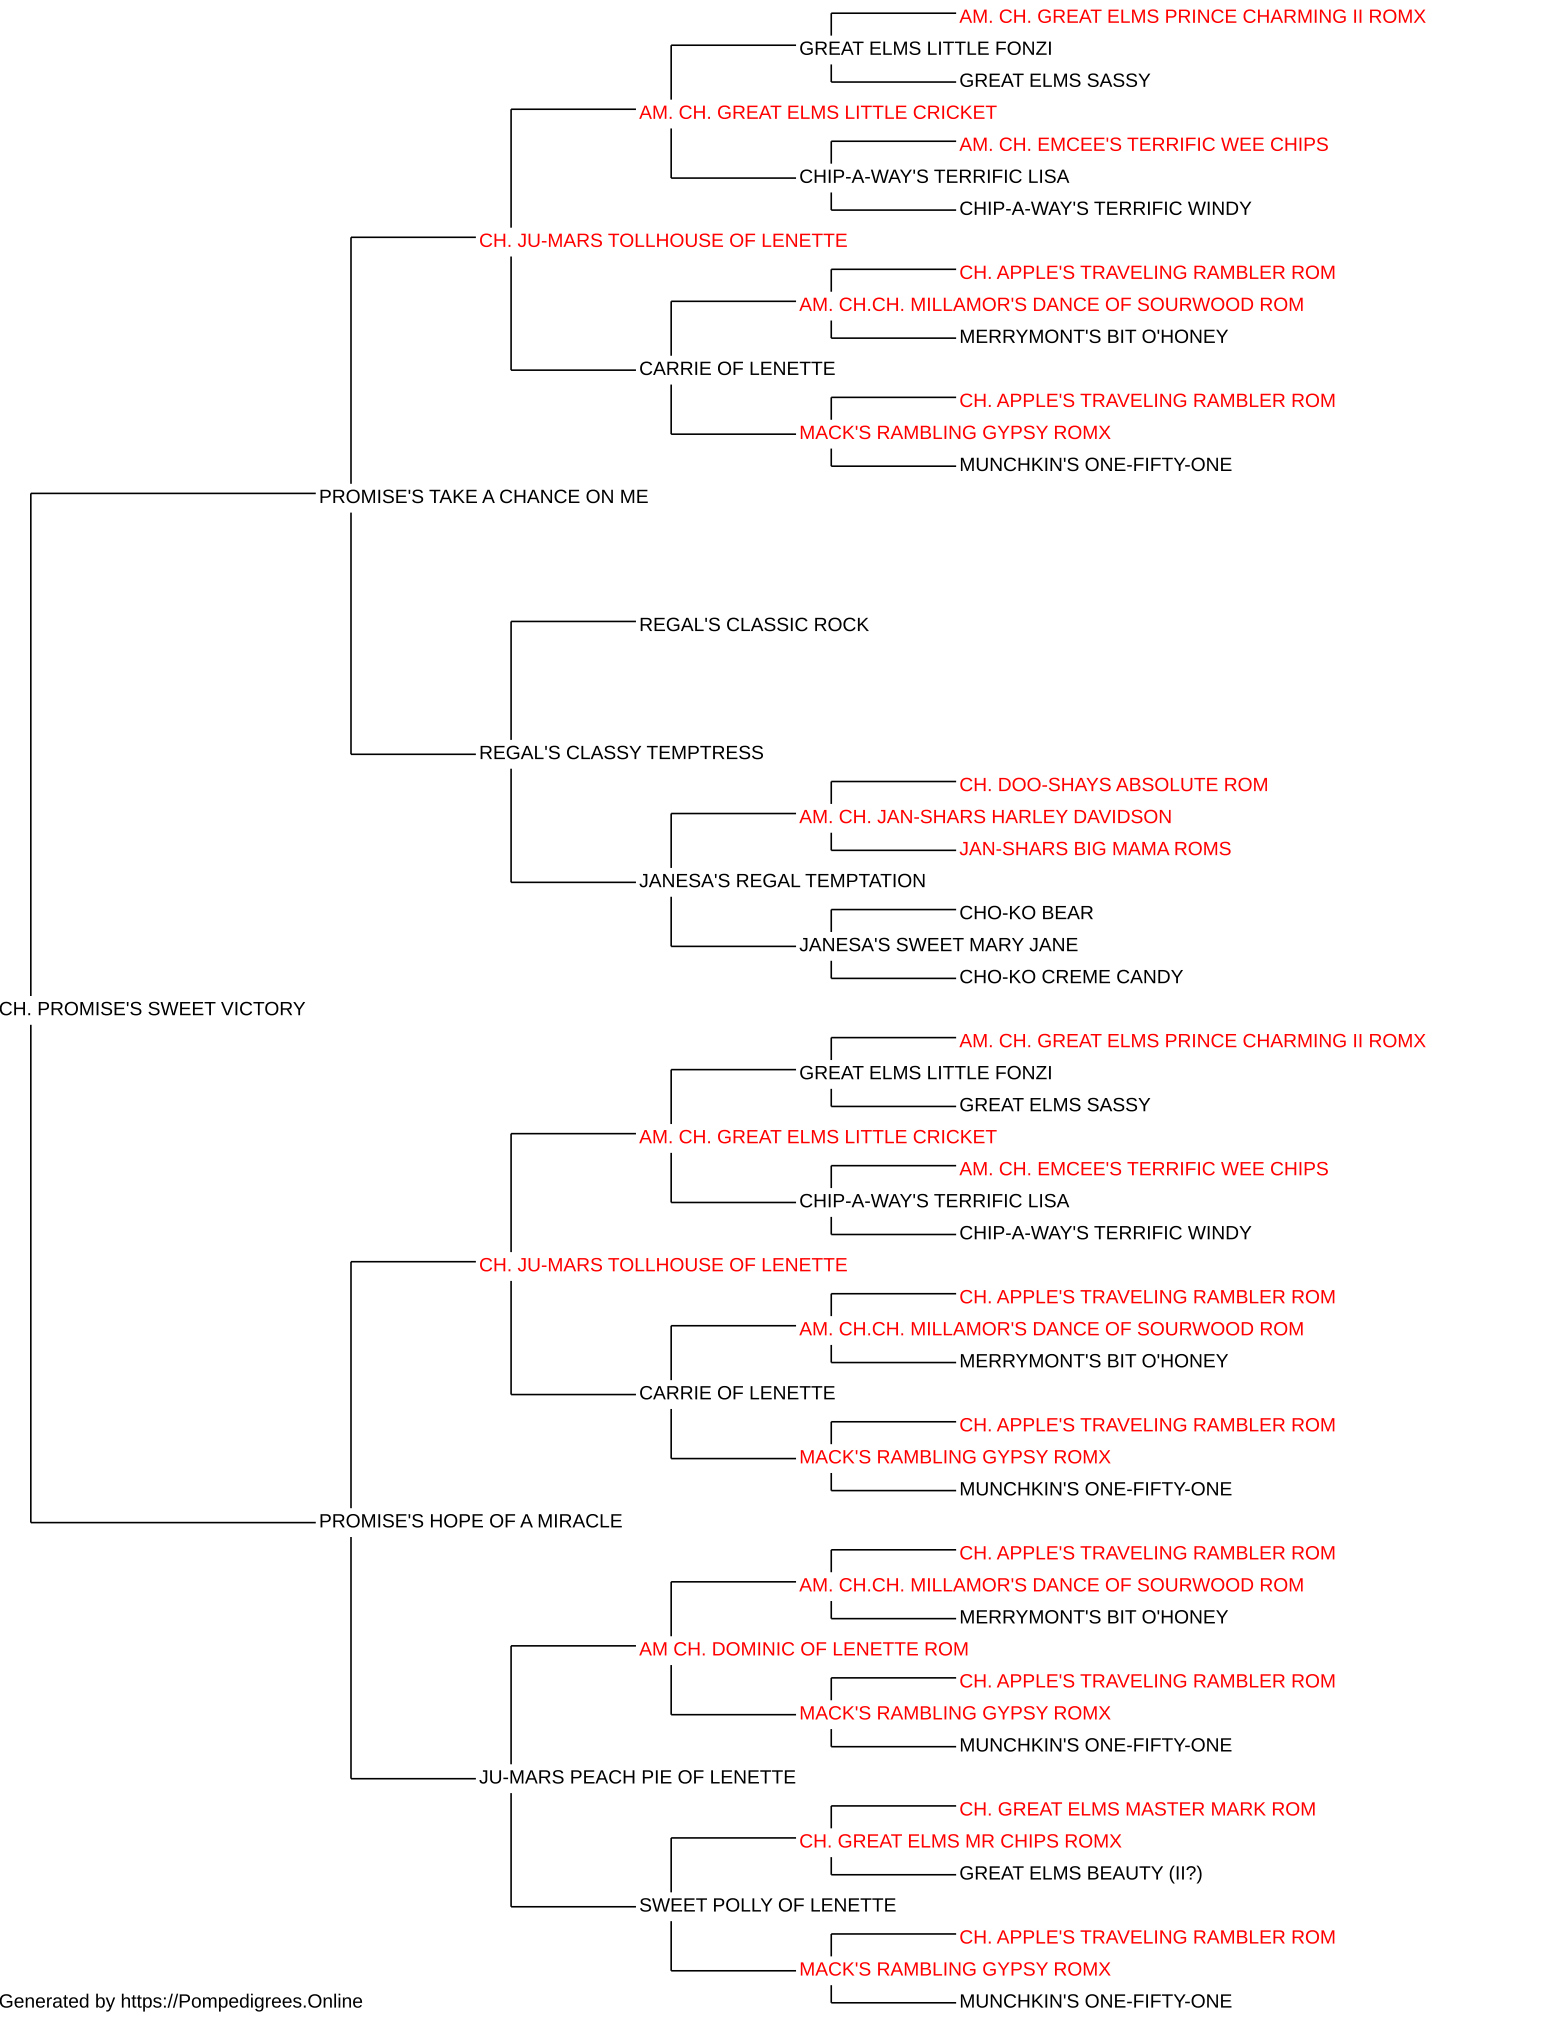 AM. CH. GREAT ELMS PRINCE CHARMING II ROMX
GREAT ELMS LITTLE FONZI
GREAT ELMS SASSY
AM. CH. GREAT ELMS LITTLE CRICKET
AM. CH. EMCEE'S TERRIFIC WEE CHIPS
CHIP-A-WAY'S TERRIFIC LISA
CHIP-A-WAY'S TERRIFIC WINDY
CH. JU-MARS TOLLHOUSE OF LENETTE
CH. APPLE'S TRAVELING RAMBLER ROM
AM. CH.CH. MILLAMOR'S DANCE OF SOURWOOD ROM
MERRYMONT'S BIT O'HONEY
CARRIE OF LENETTE
CH. APPLE'S TRAVELING RAMBLER ROM
MACK'S RAMBLING GYPSY ROMX
MUNCHKIN'S ONE-FIFTY-ONE
PROMISE'S TAKE A CHANCE ON ME
REGAL'S CLASSIC ROCK
REGAL'S CLASSY TEMPTRESS
CH. DOO-SHAYS ABSOLUTE ROM
AM. CH. JAN-SHARS HARLEY DAVIDSON
JAN-SHARS BIG MAMA ROMS
JANESA'S REGAL TEMPTATION
CHO-KO BEAR
JANESA'S SWEET MARY JANE
CHO-KO CREME CANDY
CH. PROMISE'S SWEET VICTORY
AM. CH. GREAT ELMS PRINCE CHARMING II ROMX
GREAT ELMS LITTLE FONZI
GREAT ELMS SASSY
AM. CH. GREAT ELMS LITTLE CRICKET
AM. CH. EMCEE'S TERRIFIC WEE CHIPS
CHIP-A-WAY'S TERRIFIC LISA
CHIP-A-WAY'S TERRIFIC WINDY
CH. JU-MARS TOLLHOUSE OF LENETTE
CH. APPLE'S TRAVELING RAMBLER ROM
AM. CH.CH. MILLAMOR'S DANCE OF SOURWOOD ROM
MERRYMONT'S BIT O'HONEY
CARRIE OF LENETTE
CH. APPLE'S TRAVELING RAMBLER ROM
MACK'S RAMBLING GYPSY ROMX
MUNCHKIN'S ONE-FIFTY-ONE
PROMISE'S HOPE OF A MIRACLE
CH. APPLE'S TRAVELING RAMBLER ROM
AM. CH.CH. MILLAMOR'S DANCE OF SOURWOOD ROM
MERRYMONT'S BIT O'HONEY
AM CH. DOMINIC OF LENETTE ROM
CH. APPLE'S TRAVELING RAMBLER ROM
MACK'S RAMBLING GYPSY ROMX
MUNCHKIN'S ONE-FIFTY-ONE
JU-MARS PEACH PIE OF LENETTE
CH. GREAT ELMS MASTER MARK ROM
CH. GREAT ELMS MR CHIPS ROMX
GREAT ELMS BEAUTY (II?)
SWEET POLLY OF LENETTE
CH. APPLE'S TRAVELING RAMBLER ROM
MACK'S RAMBLING GYPSY ROMX
MUNCHKIN'S ONE-FIFTY-ONE
Generated by https://Pompedigrees.Online